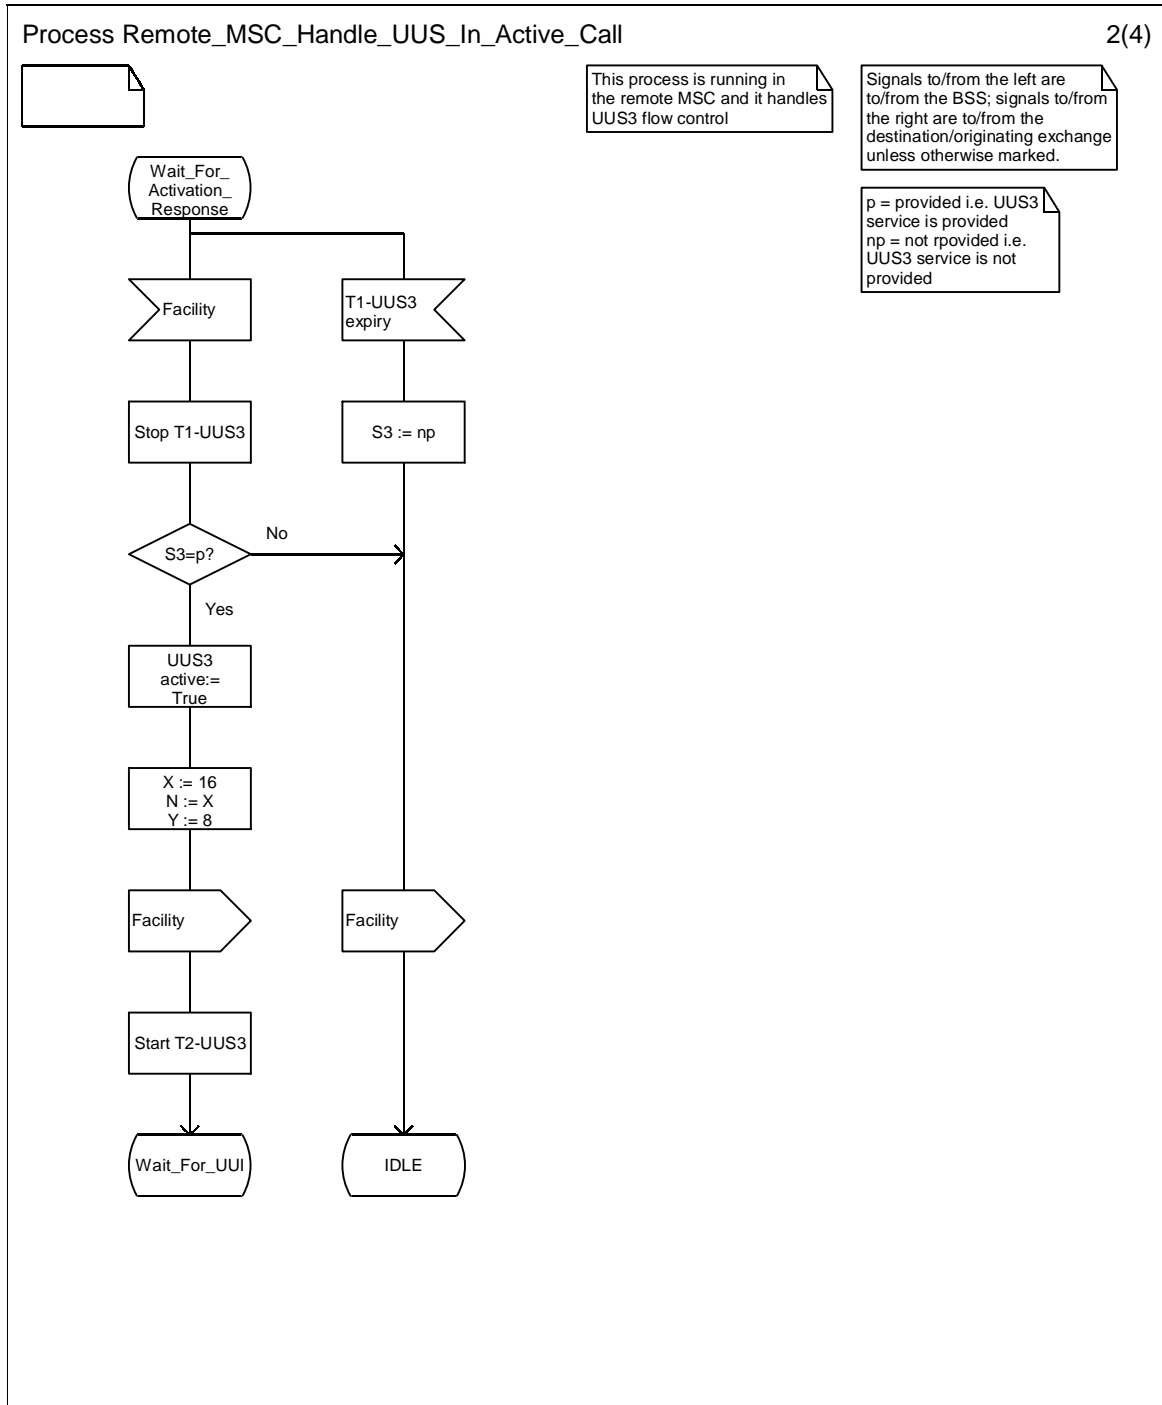 Process Remote_MSC_Handle_UUS_In_Active_Call
2(4)
This process is running in
the remote MSC and it handles
UUS3 flow control
Signals to/from the left are
to/from the BSS; signals to/from
the right are to/from the
destination/originating exchange
unless otherwise marked.
p = provided i.e. UUS3
service is provided
np = not rpovided i.e.
UUS3 service is not
provided
Wait_For_
Activation_
Response
Facility
T1-UUS3
expiry
Stop T1-UUS3
S3 := np
S3=p?
No
Yes
UUS3
active:=
True
X := 16
N := X
Y := 8
Facility
Facility
Start T2-UUS3
Wait_For_UUI
IDLE